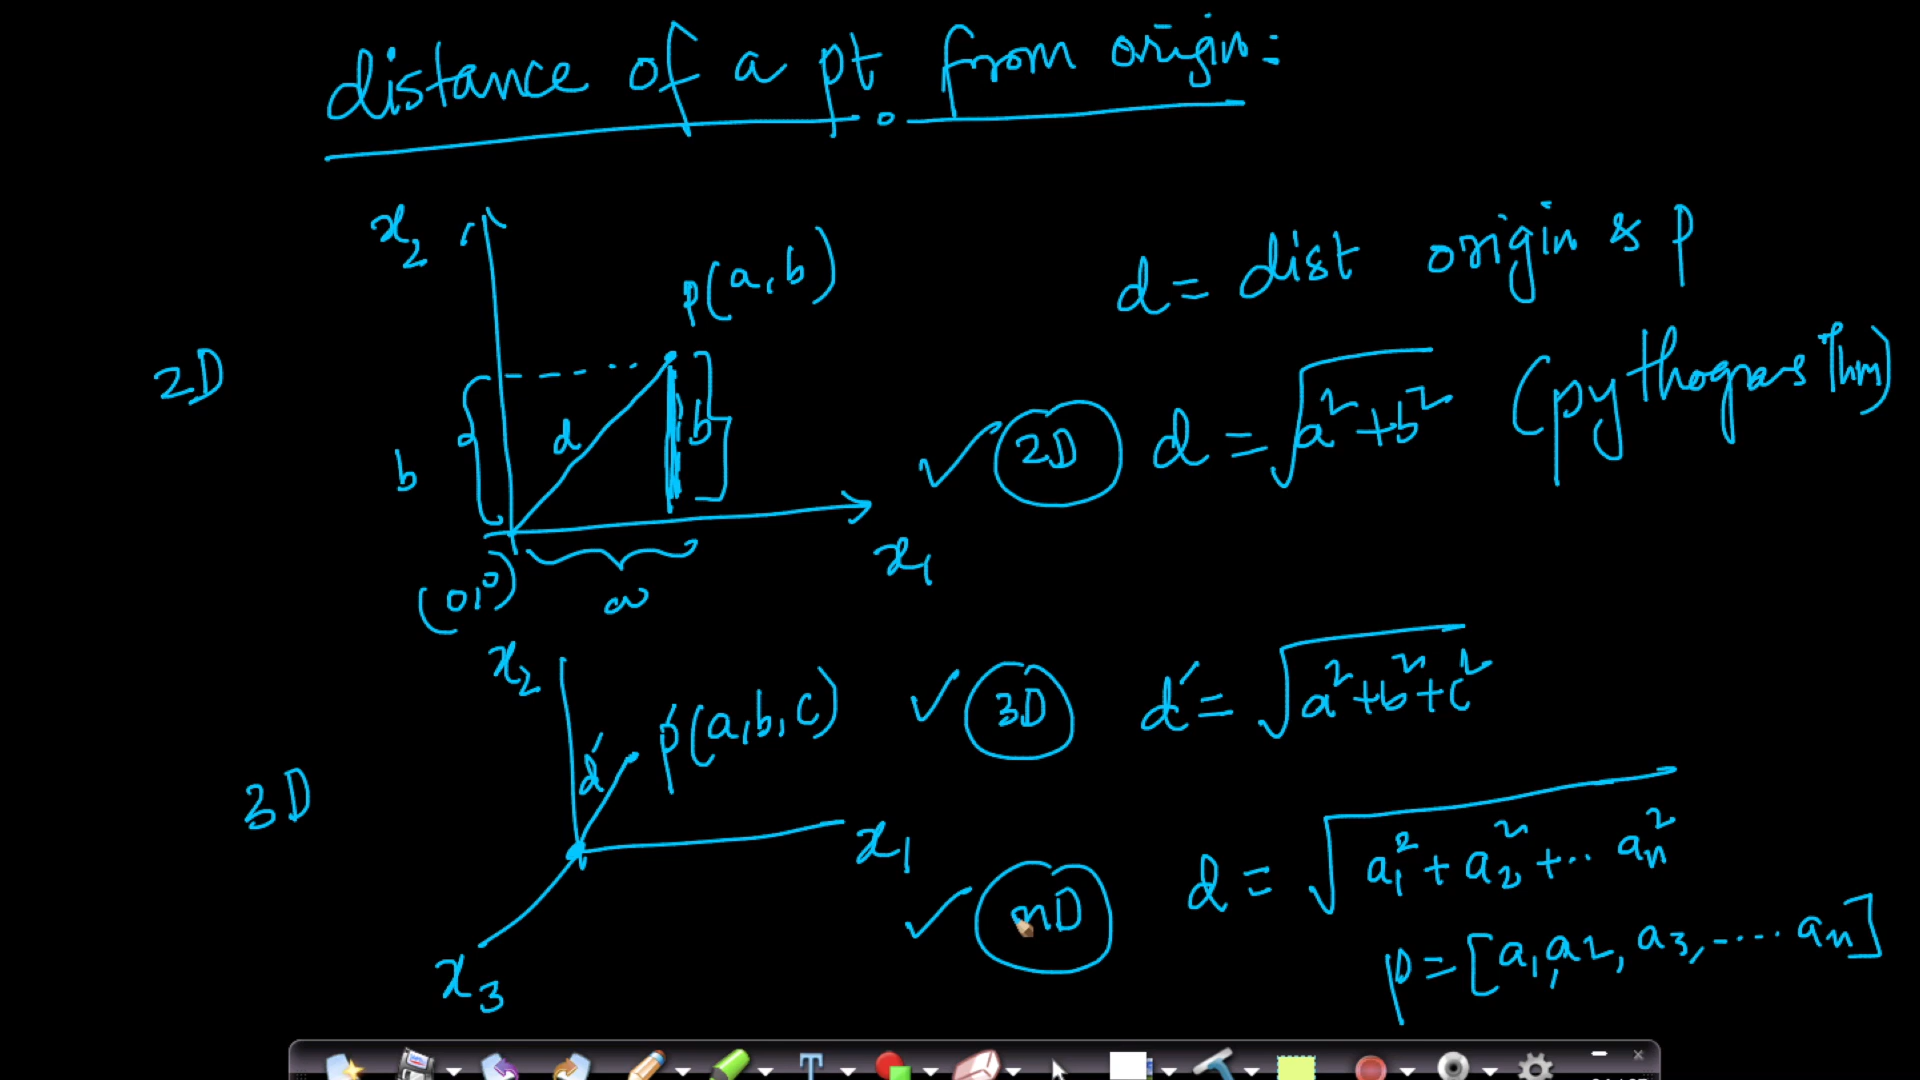 distance of a pt. from origin:
x₂
p(a,b)
d = dist origin & p
2D
b
d
b
2D d = √a²+b² (pythogras Thm)
(0,0)
a
x₁
x₂
p'(a,b,c)
3D d' = √a²+b²+c²
d'
3D
x₁
x₃
nD d = √a₁²+a₂²+... aₙ²
p = [a₁,a₂,a₃,..... aₙ]
T